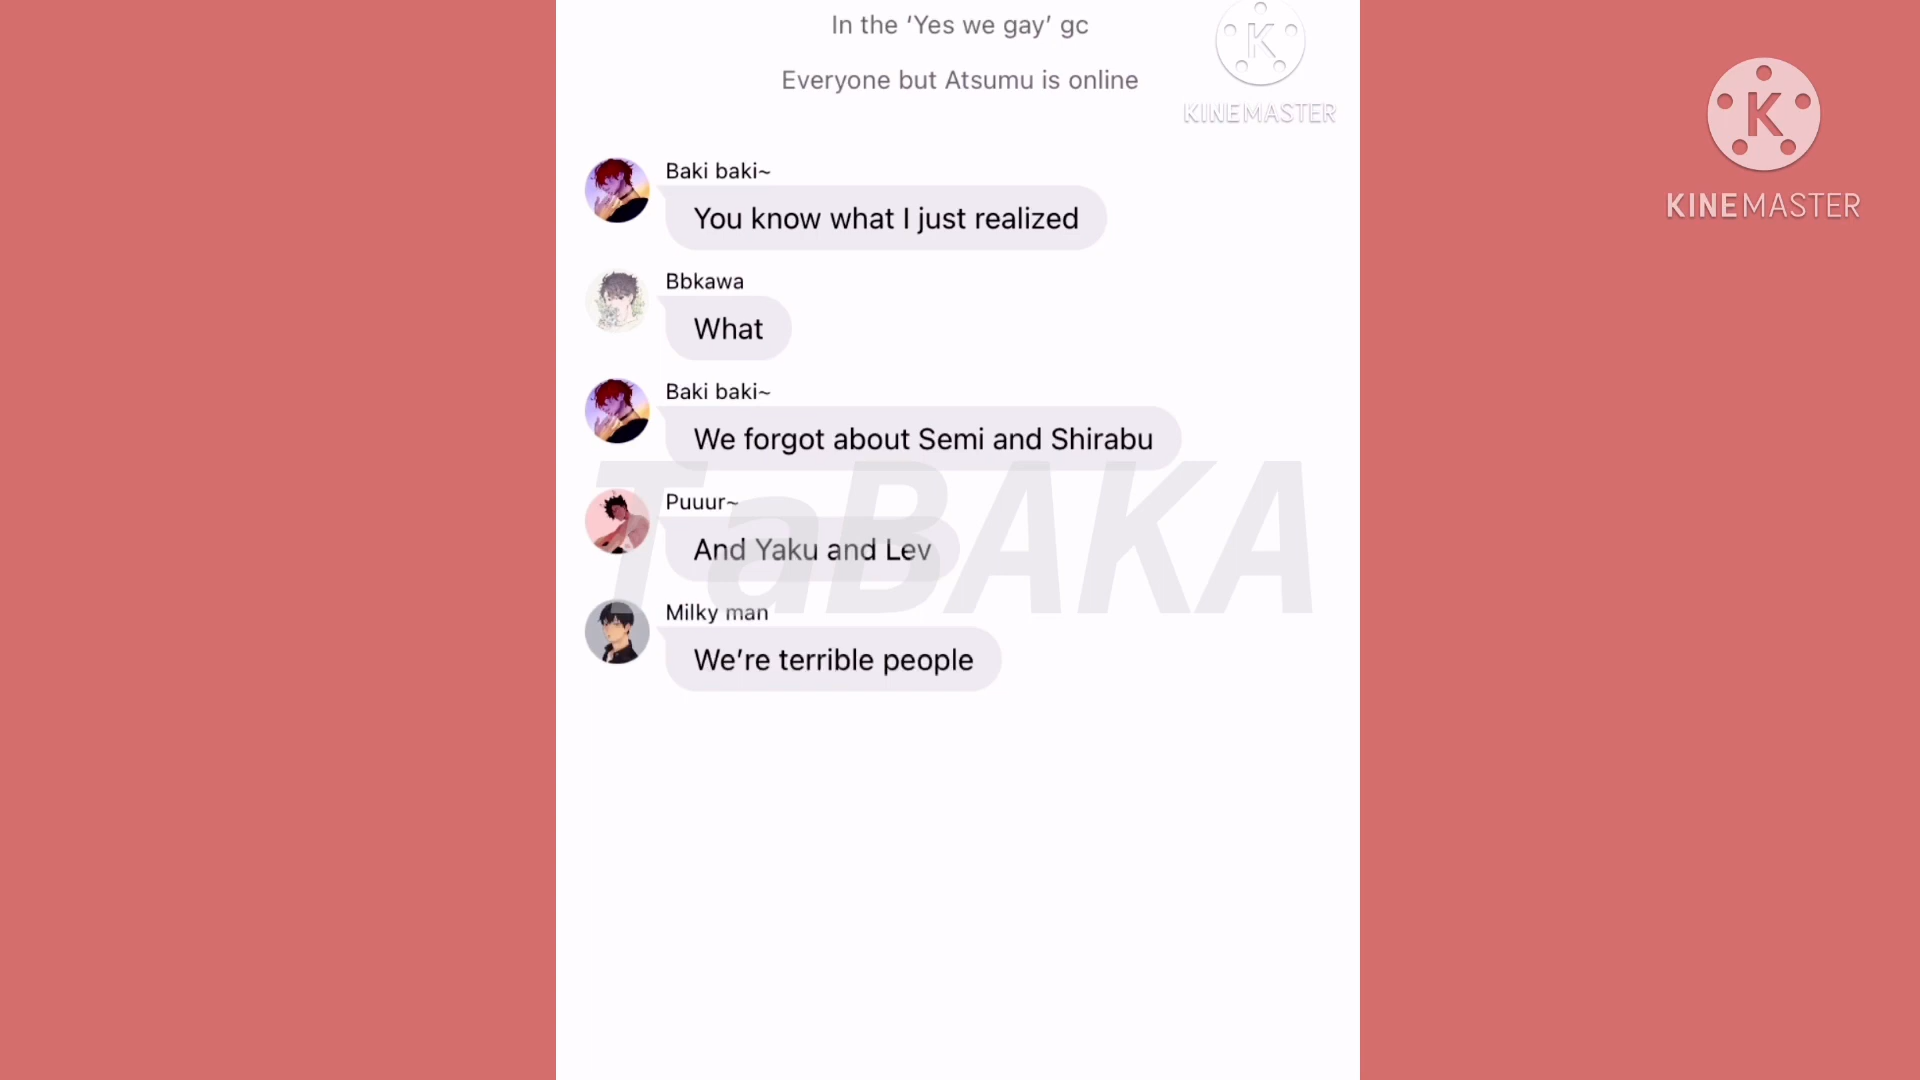 In the ‘Yes we gay’ gc
Everyone but Atsumu is online
K
KINEMASTER
K
KINEMASTER
Baki baki~
You know what I just realized
Bbkawa
What
Baki baki~
We forgot about Semi and Shirabu
TaBAKA
Puuur~
And Yaku and Lev
Milky man
We’re terrible people